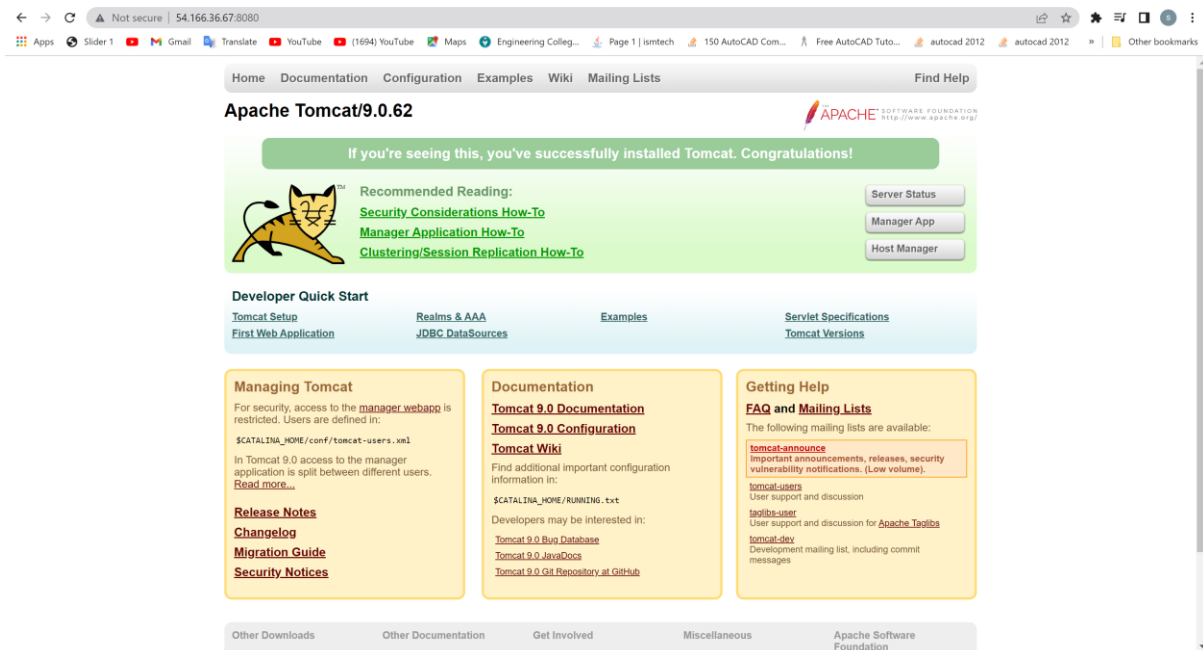 Not secure | 54.166.36.67:8080
Apps Slider 1 Gmail Translate YouTube (1694) YouTube Maps Engineering Colleg... Page 1 | ismtech 150 AutoCAD Com... Free AutoCAD Tuto... autocad 2012 autocad 2012 » Other bookmarks
Home Documentation Configuration Examples Wiki Mailing Lists Find Help
Apache Tomcat/9.0.62
THE
APACHE SOFTWARE FOUNDATION
http://www.apache.org/
If you're seeing this, you've successfully installed Tomcat. Congratulations!
TM
Recommended Reading:
Security Considerations How-To
Manager Application How-To
Clustering/Session Replication How-To
Server Status
Manager App
Host Manager
Developer Quick Start
Tomcat Setup Realms & AAA Examples Servlet Specifications
First Web Application JDBC DataSources Tomcat Versions
Managing Tomcat
For security, access to the manager webapp is
restricted. Users are defined in:
$CATALINA_HOME/conf/tomcat-users.xml
In Tomcat 9.0 access to the manager
application is split between different users.
Read more...
Release Notes
Changelog
Migration Guide
Security Notices
Documentation
Tomcat 9.0 Documentation
Tomcat 9.0 Configuration
Tomcat Wiki
Find additional important configuration
information in:
$CATALINA_HOME/RUNNING.txt
Developers may be interested in:
Tomcat 9.0 Bug Database
Tomcat 9.0 JavaDocs
Tomcat 9.0 Git Repository at GitHub
Getting Help
FAQ and Mailing Lists
The following mailing lists are available:
tomcat-announce
Important announcements, releases, security
vulnerability notifications. (Low volume).
tomcat-users
User support and discussion
taglibs-user
User support and discussion for Apache Taglibs
tomcat-dev
Development mailing list, including commit
messages
Other Downloads Other Documentation Get Involved Miscellaneous Apache Software
Foundation